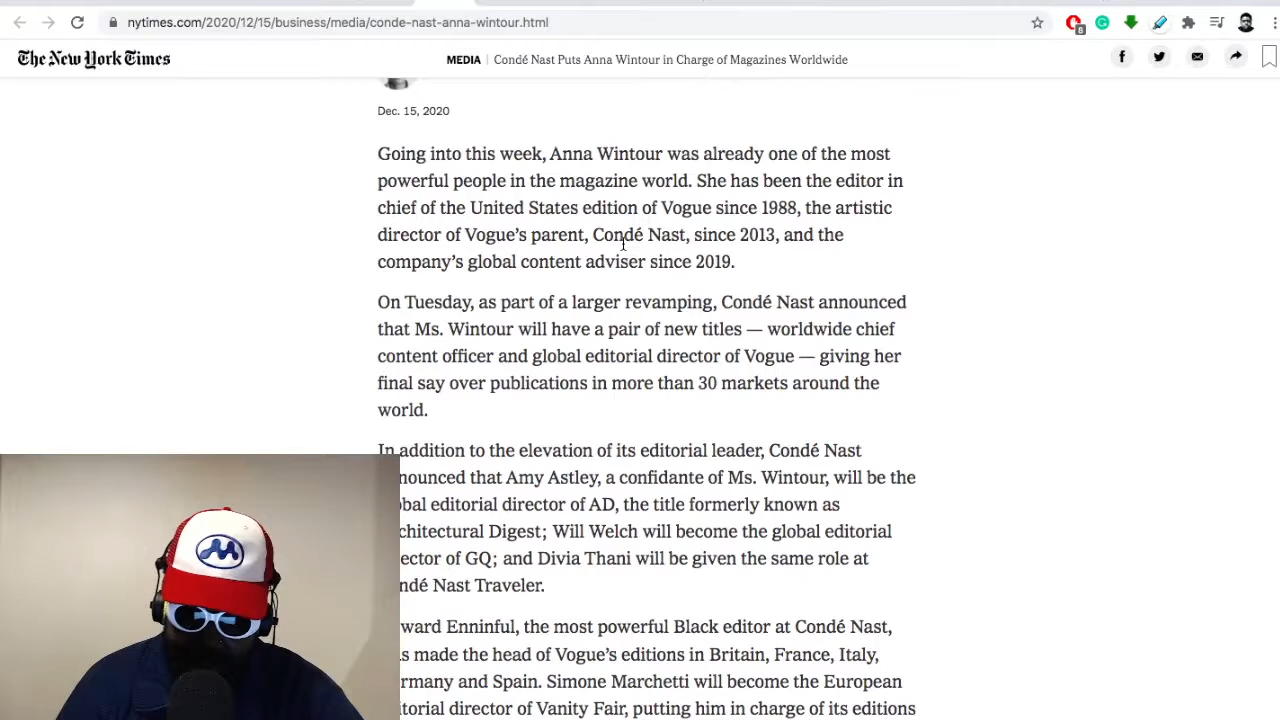 nytimes.com/2020/12/15/business/media/conde-nast-anna-wintour.html
8
The New York Times
MEDIA | Condé Nast Puts Anna Wintour in Charge of Magazines Worldwide
Dec. 15, 2020
Going into this week, Anna Wintour was already one of the most
powerful people in the magazine world. She has been the editor in
chief of the United States edition of Vogue since 1988, the artistic
director of Vogue’s parent, Condé Nast, since 2013, and the
company’s global content adviser since 2019.
On Tuesday, as part of a larger revamping, Condé Nast announced
that Ms. Wintour will have a pair of new titles — worldwide chief
content officer and global editorial director of Vogue — giving her
final say over publications in more than 30 markets around the
world.
In addition to the elevation of its editorial leader, Condé Nast
nounced that Amy Astley, a confidante of Ms. Wintour, will be the
obal editorial director of AD, the title formerly known as
chitectural Digest; Will Welch will become the global editorial
ector of GQ; and Divia Thani will be given the same role at
ndé Nast Traveler.
ward Enninful, the most powerful Black editor at Condé Nast,
s made the head of Vogue’s editions in Britain, France, Italy,
rmany and Spain. Simone Marchetti will become the European
itorial director of Vanity Fair, putting him in charge of its editions
M